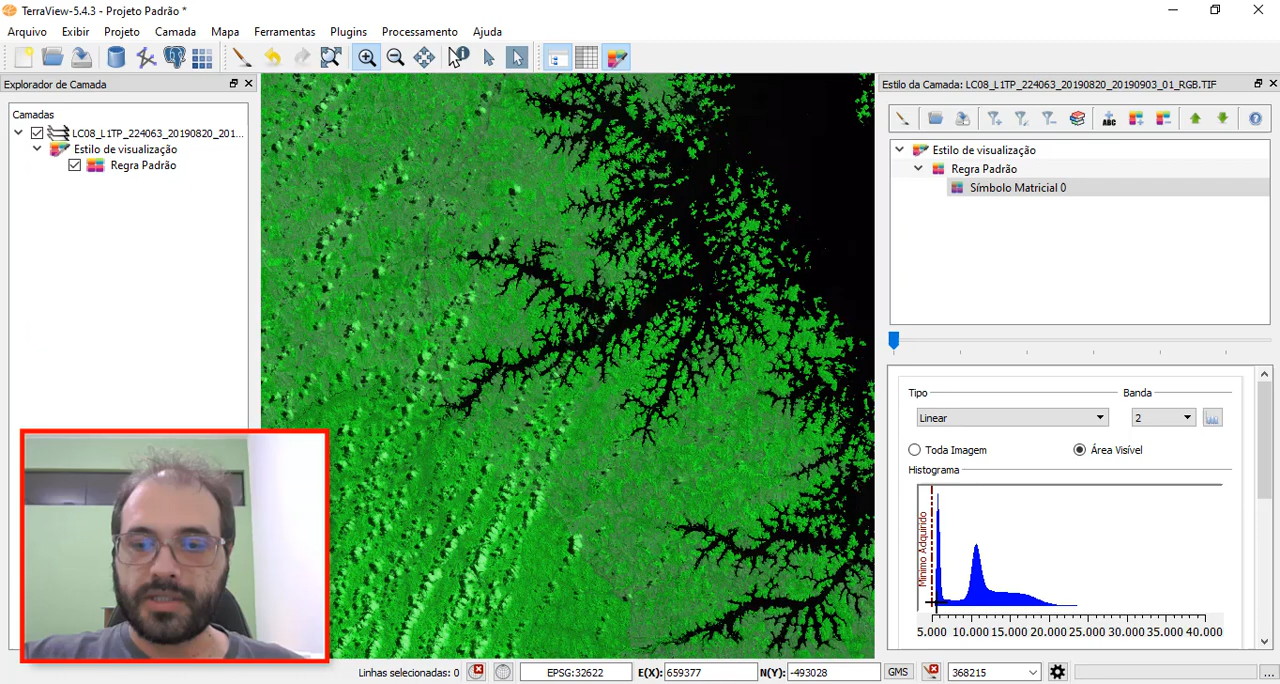 TerraView-5.4.3 - Projeto Padrão *
Arquivo Exibir Projeto Camada Mapa Ferramentas Plugins Processamento Ajuda
Explorador de Camada
Camadas
LC08_L1TP_224063_20190820_201...
Estilo de visualização
Regra Padrão
Estilo da Camada: LC08_L1TP_224063_20190820_20190903_01_RGB.TIF
ABC
Estilo de visualização
Regra Padrão
Símbolo Matricial 0
Tipo Banda
Linear 2
Toda Imagem Área Visível
Histograma
Mínimo Adquirido
5.000 10.000 15.000 20.000 25.000 30.000 35.000 40.000
Linhas selecionadas: 0 EPSG:32622 E(X): 659377 N(Y): -493028 GMS 368215 ...